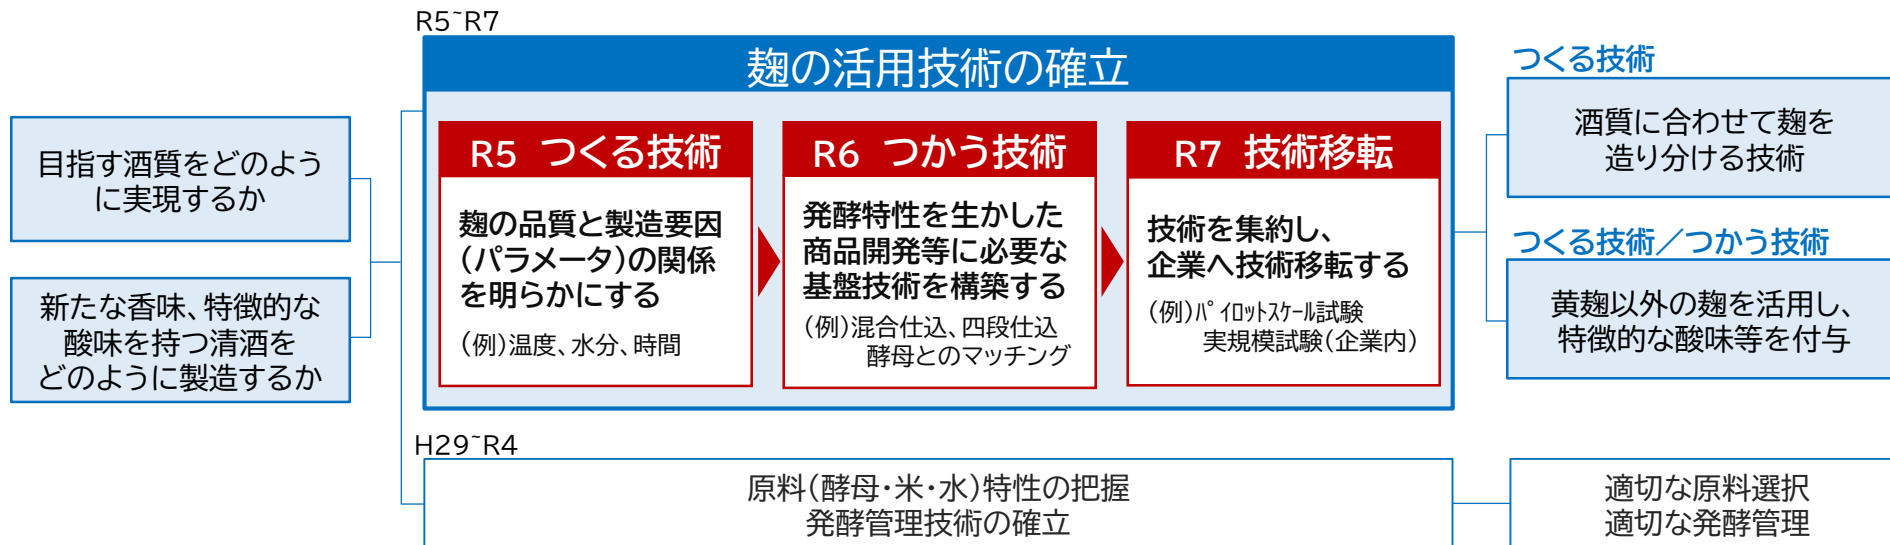 目指す酒質をどのよう
に実現するか
新たな香味、特徴的な
酸味を持つ清酒を
どのように製造するか
R5~R7
麹の活用技術の確立
R5 つくる技術
麹の品質と製造要因
(パラメータ)の関係
を明らかにする
(例)温度、水分、時間
R6 つかう技術
発酵特性を生かした
商品開発等に必要な
基盤技術を構築する
(例)混合仕込、四段仕込
酵母とのマッチング
R7 技術移転
技術を集約し、
企業へ技術移転する
(例)ﾊﾟｲﾛｯﾄｽｹｰﾙ試験
実規模試験(企業内)
つくる技術
酒質に合わせて麹を
造り分ける技術
つくる技術／つかう技術
黄麹以外の麹を活用し、
特徴的な酸味等を付与
H29~R4
原料(酵母・米・水)特性の把握
発酵管理技術の確立
適切な原料選択
適切な発酵管理